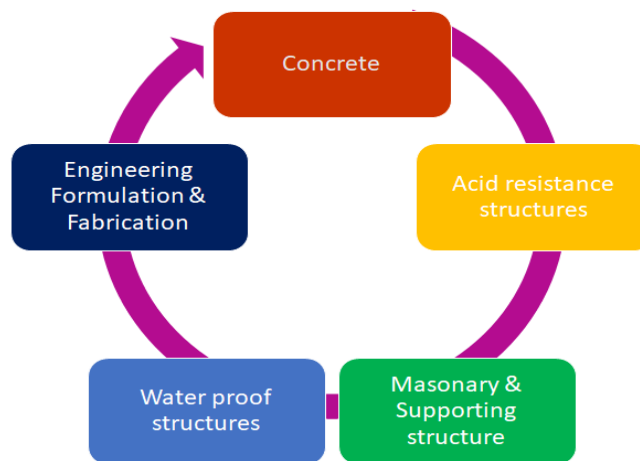 Concrete
Acid resistance
structures
Masonary &
Supporting
structure
Water proof
structures
Engineering
Formulation &
Fabrication